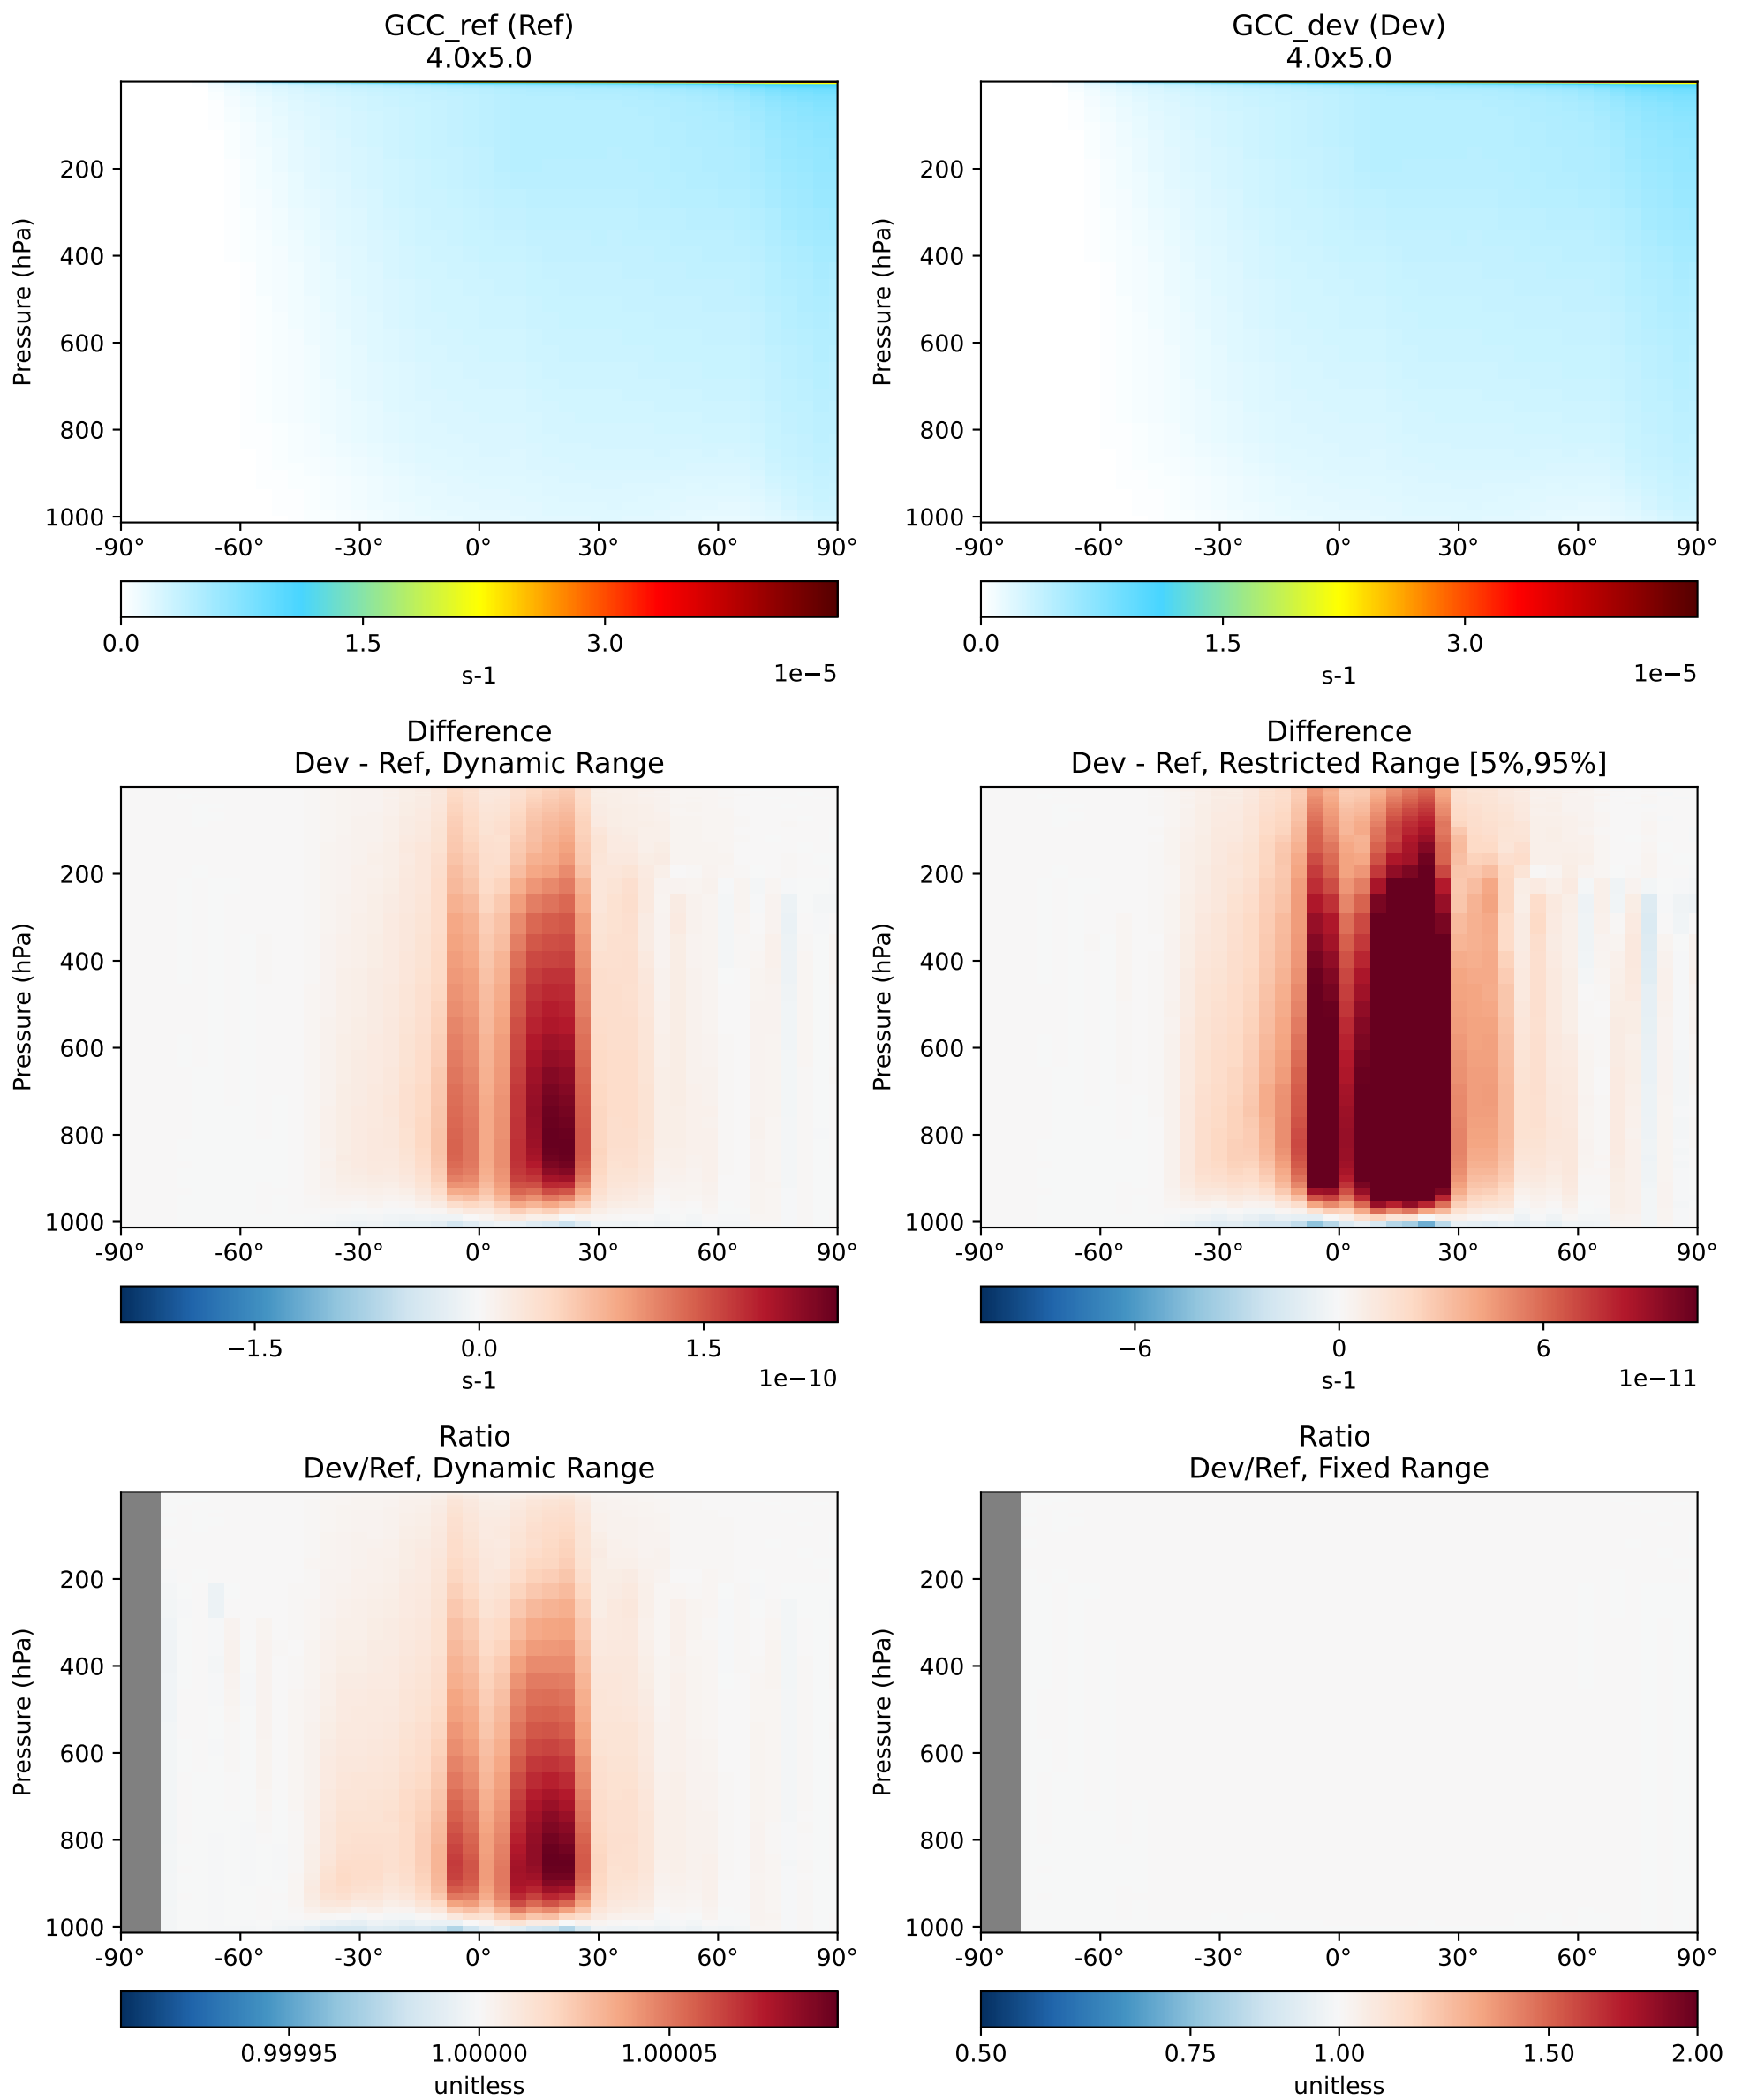 GCC_ref (Ref)
4.0x5.0
Pressure (hPa)
200
400
600
800
1000
-90° -60° -30° 0° 30° 60° 90°
0.0 1.5 3.0
s-1 1e−5
GCC_dev (Dev)
4.0x5.0
Pressure (hPa)
200
400
600
800
1000
-90° -60° -30° 0° 30° 60° 90°
0.0 1.5 3.0
s-1 1e−5
Difference
Dev - Ref, Dynamic Range
Pressure (hPa)
200
400
600
800
1000
-90° -60° -30° 0° 30° 60° 90°
−1.5 0.0 1.5
s-1 1e−10
Difference
Dev - Ref, Restricted Range [5%,95%]
Pressure (hPa)
200
400
600
800
1000
-90° -60° -30° 0° 30° 60° 90°
−6 0 6
s-1 1e−11
Ratio
Dev/Ref, Dynamic Range
Pressure (hPa)
200
400
600
800
1000
-90° -60° -30° 0° 30° 60° 90°
0.99995 1.00000 1.00005
unitless
Ratio
Dev/Ref, Fixed Range
Pressure (hPa)
200
400
600
800
1000
-90° -60° -30° 0° 30° 60° 90°
0.50 0.75 1.00 1.50 2.00
unitless